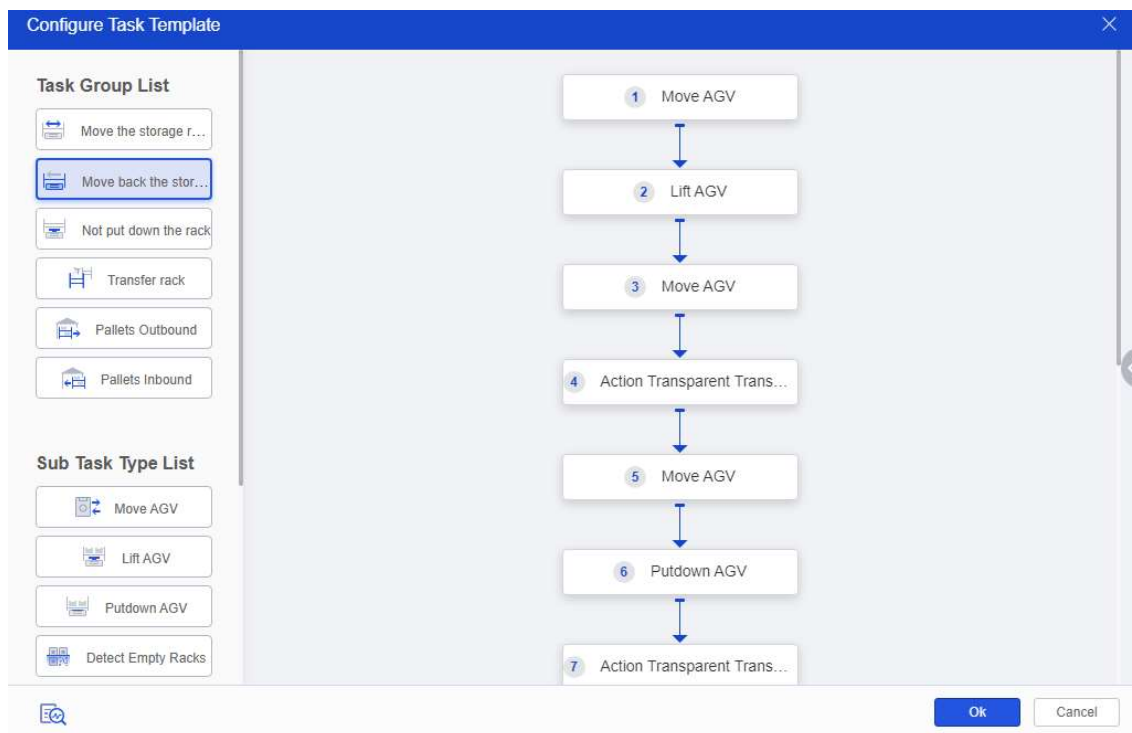 Configure Task Template
Task Group List
Move the storage r...
Move back the stor...
Not put down the rack
Transfer rack
Pallets Outbound
Pallets Inbound
Sub Task Type List
Move AGV
Lift AGV
Putdown AGV
Detect Empty Racks
1 Move AGV
2 Lift AGV
3 Move AGV
4 Action Transparent Trans...
5 Move AGV
6 Putdown AGV
7 Action Transparent Trans...
Ok
Cancel